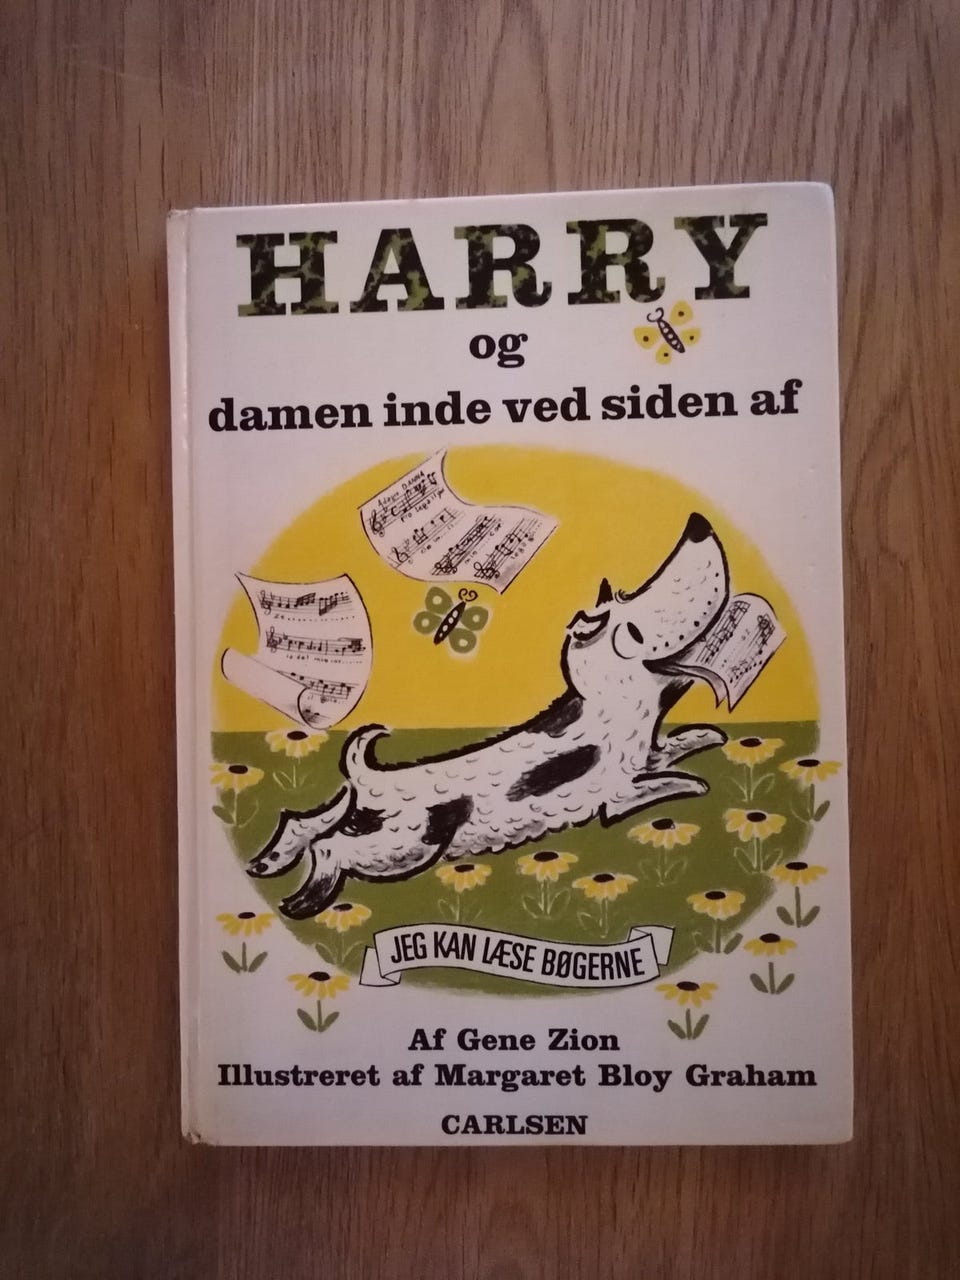 HARRY
og
damen inde ved siden af
JEG KAN LÆSE BØGERNE
Af Gene Zion
Illustreret af Margaret Bloy Graham
CARLSEN